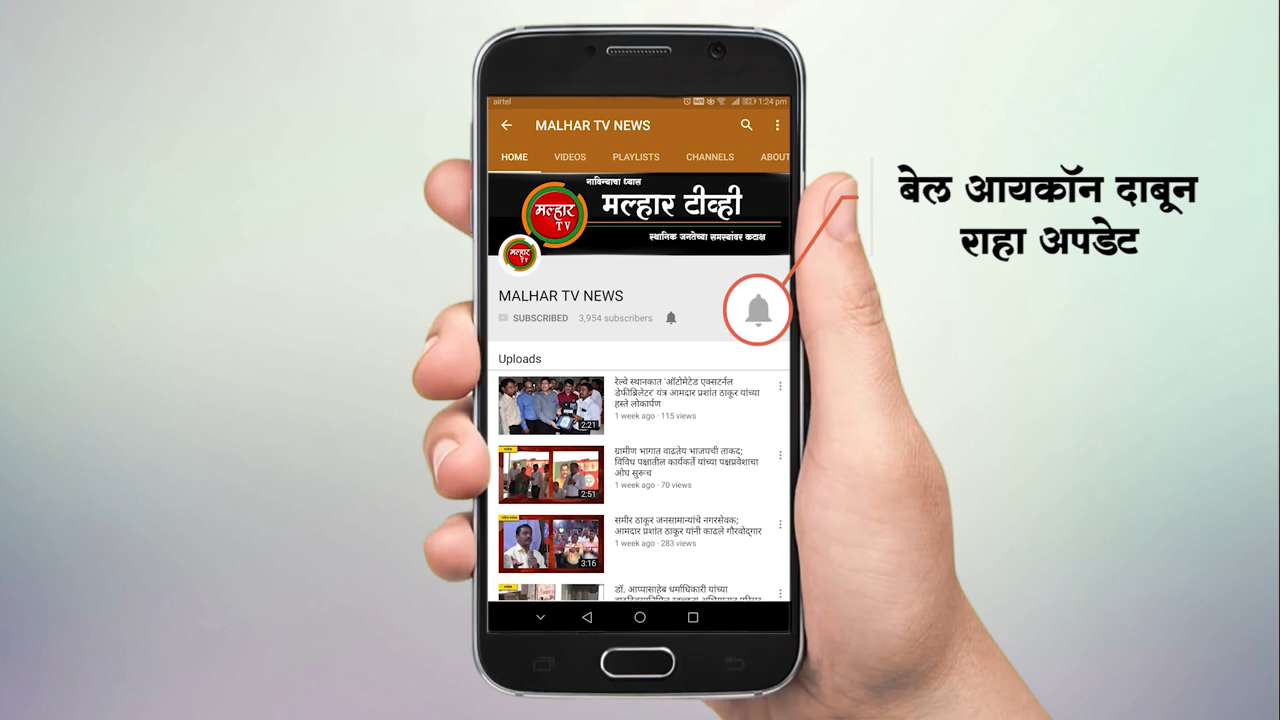 airtel
1:24 pm
MALHAR TV NEWS
HOME VIDEOS PLAYLISTS CHANNELS ABOUT
नाविन्याचा ध्यास
मल्हार टीव्ही
स्थानिक जनतेच्या समस्यांवर कटाक्ष
मल्हार
TV
मल्हार
TV
MALHAR TV NEWS
SUBSCRIBED 3,954 subscribers
Uploads
रेल्वे स्थानकात 'ऑटोमेटेड एक्सटर्नल
डेफीब्रिलेटर' यंत्र आमदार प्रशांत ठाकूर यांच्या
हस्ते लोकार्पण
1 week ago · 115 views
2:21
ग्रामीण भागात वाढतेय भाजपची ताकद;
विविध पक्षातील कार्यकर्ते यांच्या पक्षप्रवेशाचा
ओघ सुरूच
1 week ago · 70 views
2:51
समीर ठाकूर जनसामान्यांचे नगरसेवक;
आमदार प्रशांत ठाकूर यांनी काढले गौरवोद्गार
1 week ago · 283 views
3:16
डॉ. आप्पासाहेब धर्माधिकारी यांच्या
बेल आयकॉन दाबून
राहा अपडेट